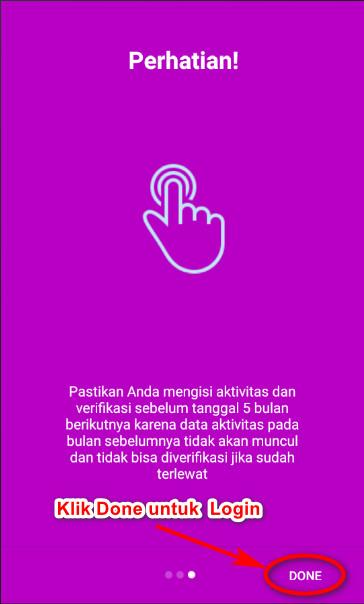 Perhatian!
Pastikan Anda mengisi aktivitas dan
verifikasi sebelum tanggal 5 bulan
berikutnya karena data aktivitas pada
bulan sebelumnya tidak akan muncul
dan tidak bisa diverifikasi jika sudah
terlewat
Klik Done untuk Login
DONE